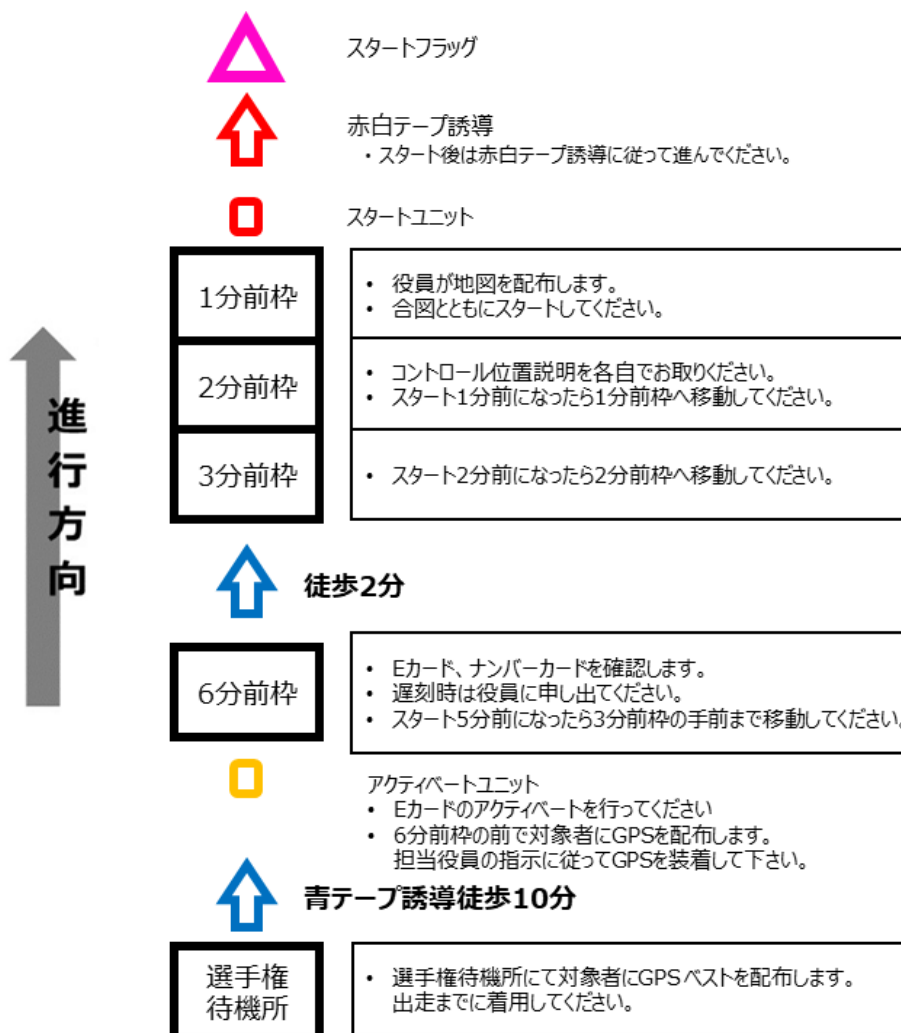 スタートフラッグ
赤白テープ誘導
・スタート後は赤白テープ誘導に従って進んでください。
スタートユニット
1分前枠
• 役員が地図を配布します。
• 合図とともにスタートしてください。
2分前枠
• コントロール位置説明を各自でお取りください。
• スタート1分前になったら1分前枠へ移動してください。
3分前枠
• スタート2分前になったら2分前枠へ移動してください。
進行方向
徒歩2分
6分前枠
• Eカード、ナンバーカードを確認します。
• 遅刻時は役員に申し出てください。
• スタート5分前になったら3分前枠の手前まで移動してください。
アクティベートユニット
• Eカードのアクティベートを行ってください
• 6分前枠の前で対象者にGPSを配布します。
担当役員の指示に従ってGPSを装着して下さい。
青テープ誘導徒歩10分
選手権
待機所
• 選手権待機所にて対象者にGPSベストを配布します。
出走までに着用してください。